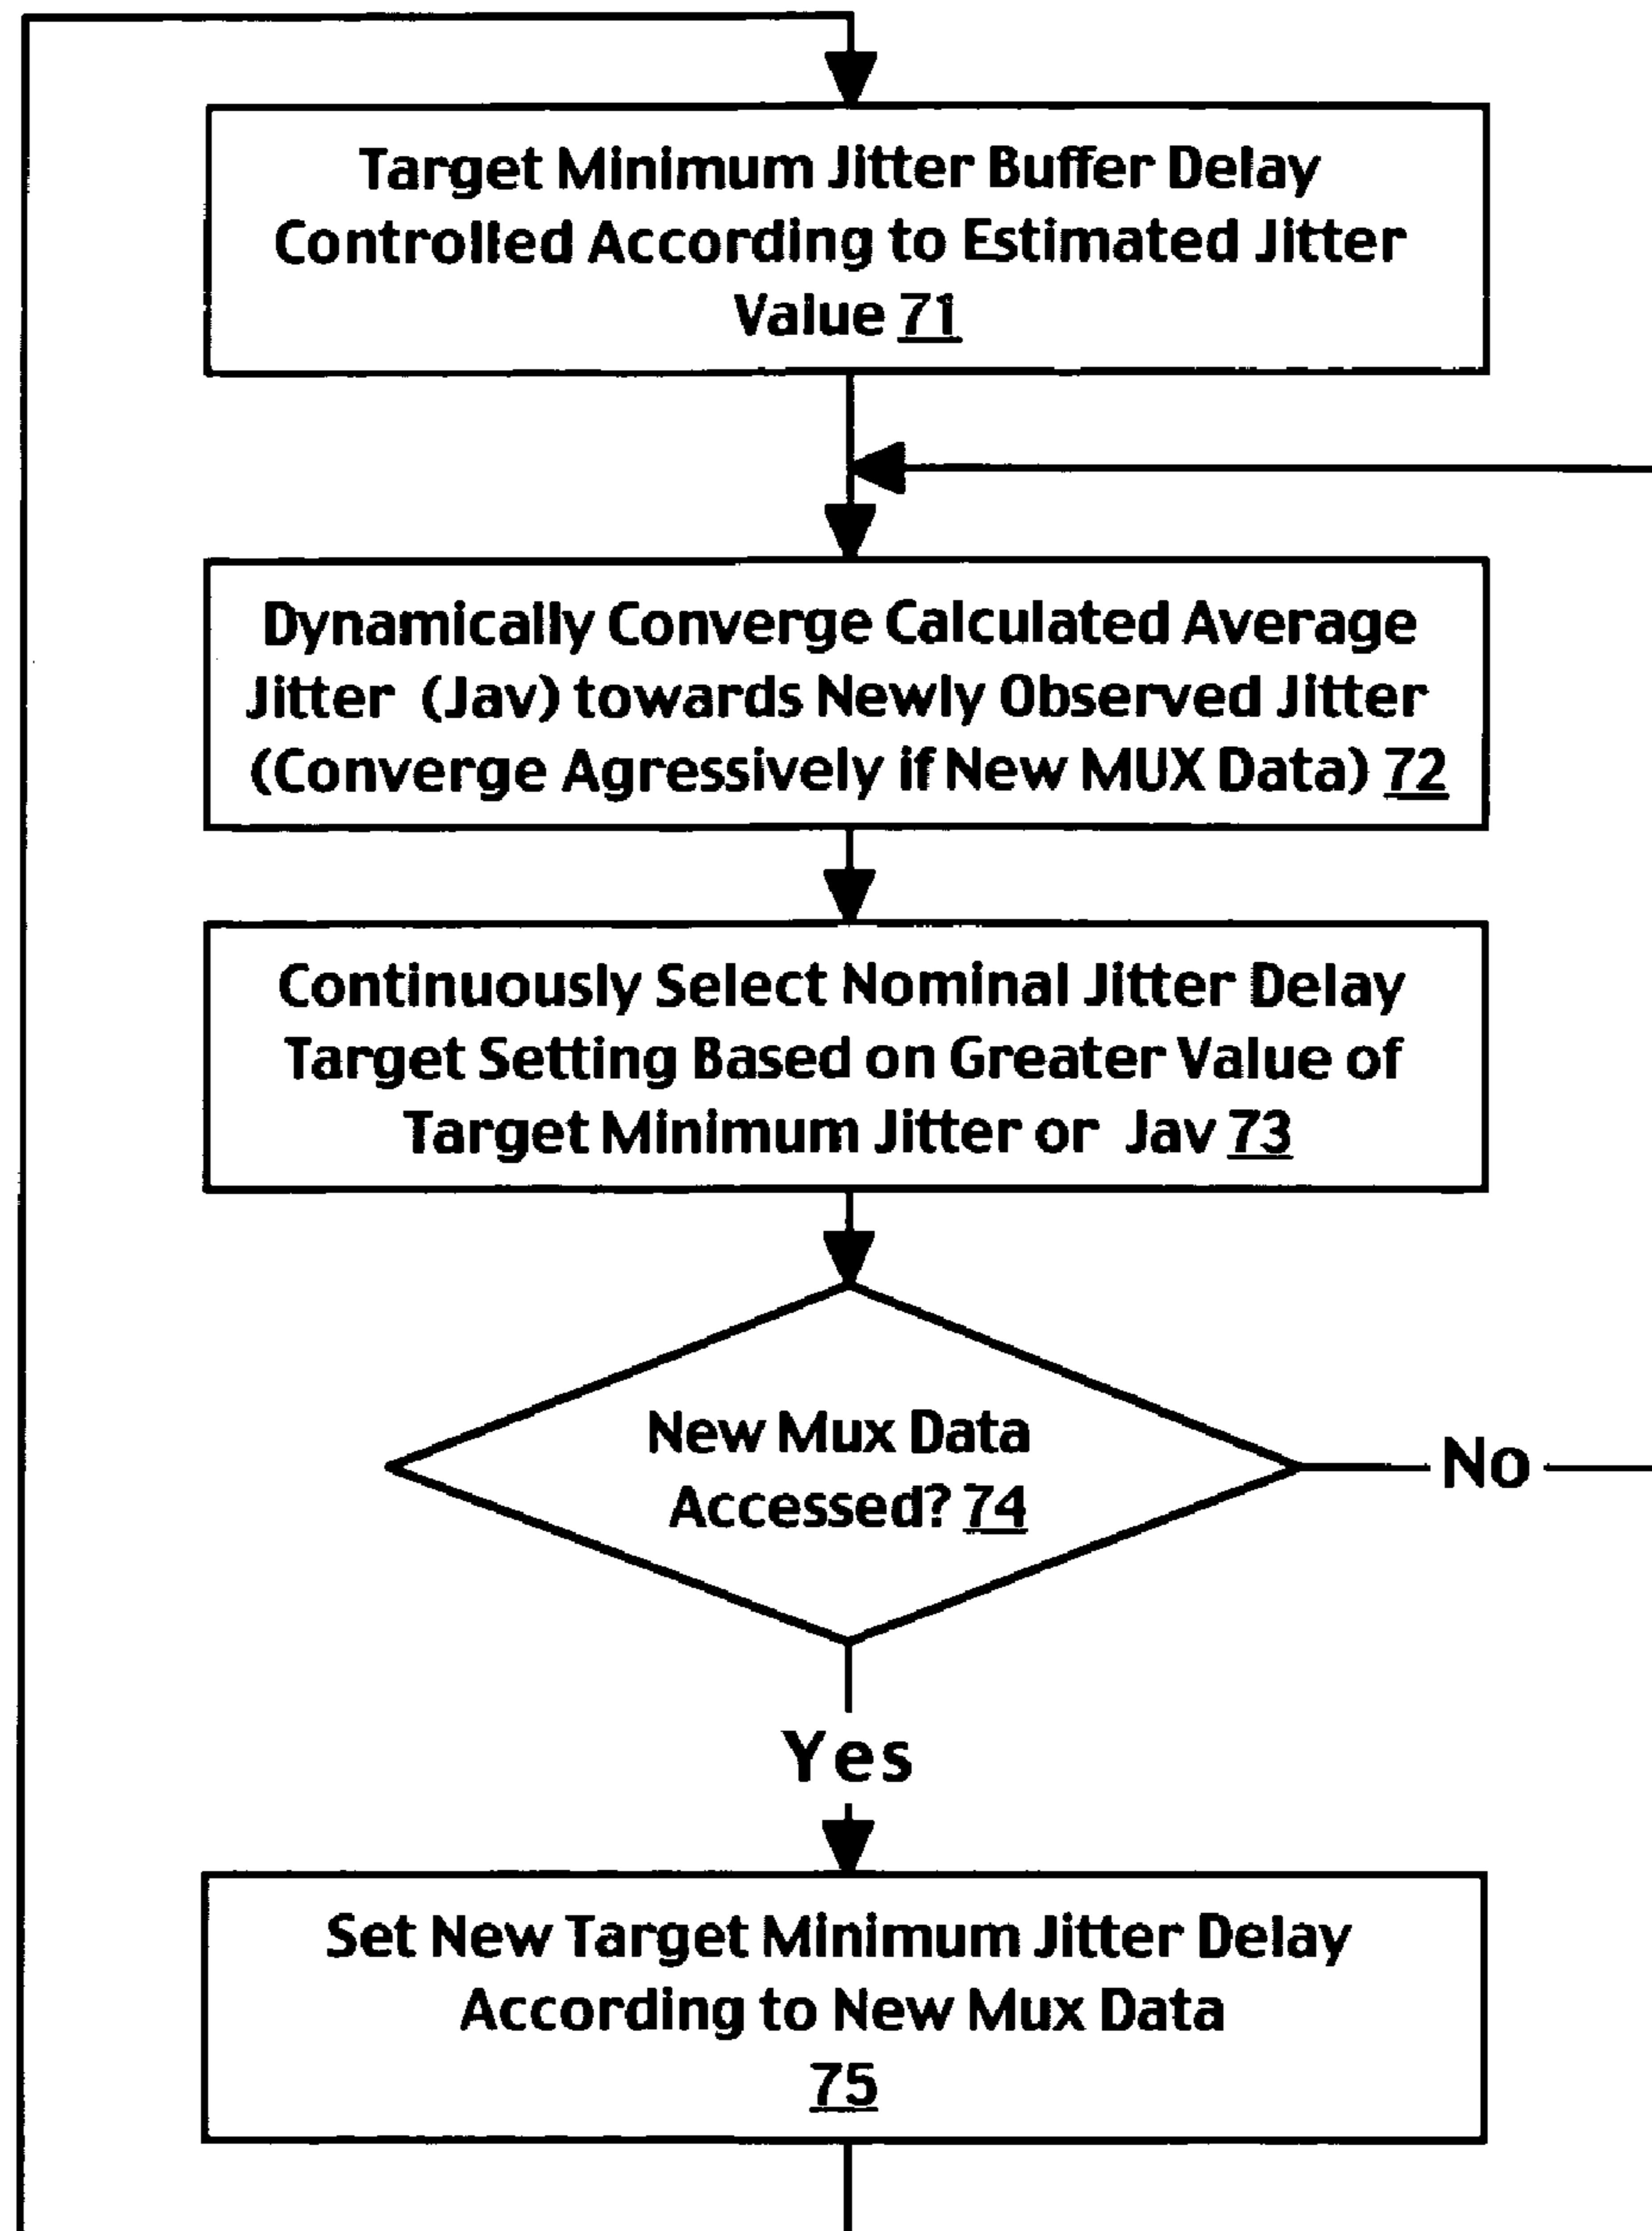 Target Minimum Jitter Buffer Delay
Controlled According to Estimated Jitter
Value 71
Dynamically Converge Calculated Average
Jitter (Jav) towards Newly Observed Jitter
(Converge Agressively if New MUX Data) 72
Continuously Select Nominal Jitter Delay
Target Setting Based on Greater Value of
Target Minimum Jitter or Jav 73
New Mux Data
Accessed? 74
No
Yes
Set New Target Minimum Jitter Delay
According to New Mux Data
75